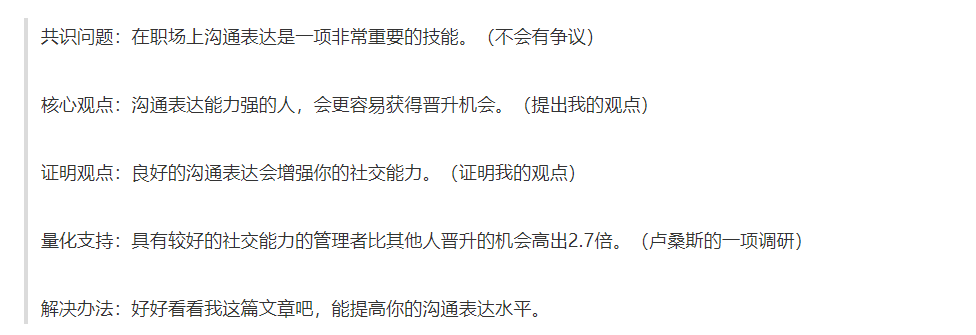 共识问题：在职场上沟通表达是一项非常重要的技能。（不会有争议）
核心观点：沟通表达能力强的人，会更容易获得晋升机会。（提出我的观点）
证明观点：良好的沟通表达会增强你的社交能力。（证明我的观点）
量化支持：具有较好的社交能力的管理者比其他人晋升的机会高出2.7倍。（卢桑斯的一项调研）
解决办法：好好看看我这篇文章吧，能提高你的沟通表达水平。